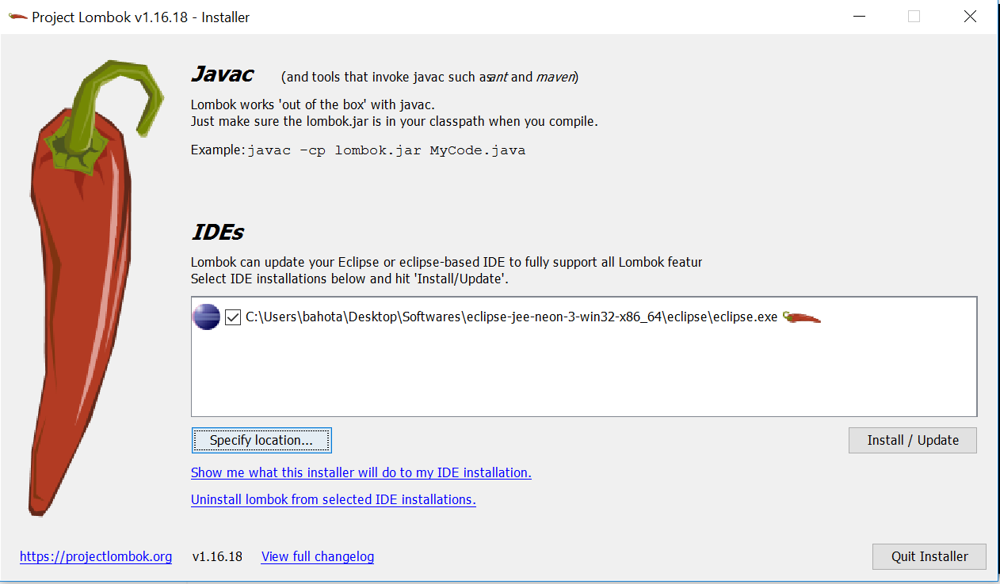 Project Lombok v1.16.18 - Installer
Javac (and tools that invoke javac such as ant and maven)
Lombok works 'out of the box' with javac.
Just make sure the lombok.jar is in your classpath when you compile.
Example: javac -cp lombok.jar MyCode.java
IDEs
Lombok can update your Eclipse or eclipse-based IDE to fully support all Lombok featur
Select IDE installations below and hit 'Install/Update'.
C:\Users\bahota\Desktop\Softwares\eclipse-jee-neon-3-win32-x86_64\eclipse\eclipse.exe
Specify location... Install / Update
Show me what this installer will do to my IDE installation.
Uninstall lombok from selected IDE installations.
https://projectlombok.org v1.16.18 View full changelog Quit Installer